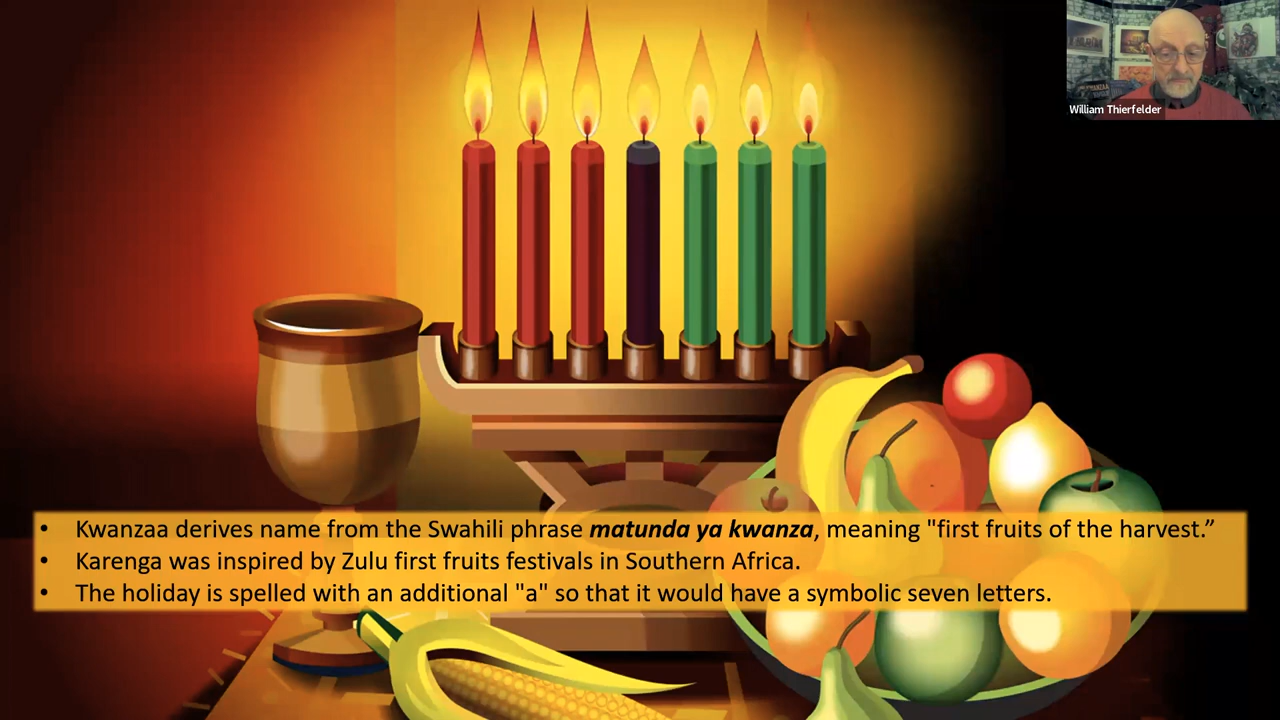 William Thierfelder
• Kwanzaa derives name from the Swahili phrase matunda ya kwanza, meaning "first fruits of the harvest.”
• Karenga was inspired by Zulu first fruits festivals in Southern Africa.
• The holiday is spelled with an additional "a" so that it would have a symbolic seven letters.